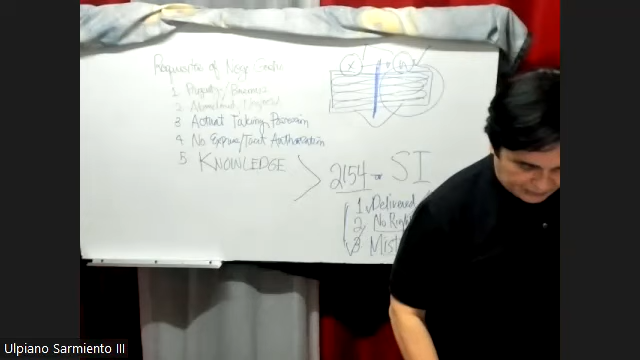 Requisites of Neg. Gestio
1 Property/Business
2 Abandoned, Neglected
3 Actual Taking Possession
4 No Express/Tacit Authorization
5 KNOWLEDGE
X
2154 SI
1 Delivered
2 No Right
3 Mist
Ulpiano Sarmiento III